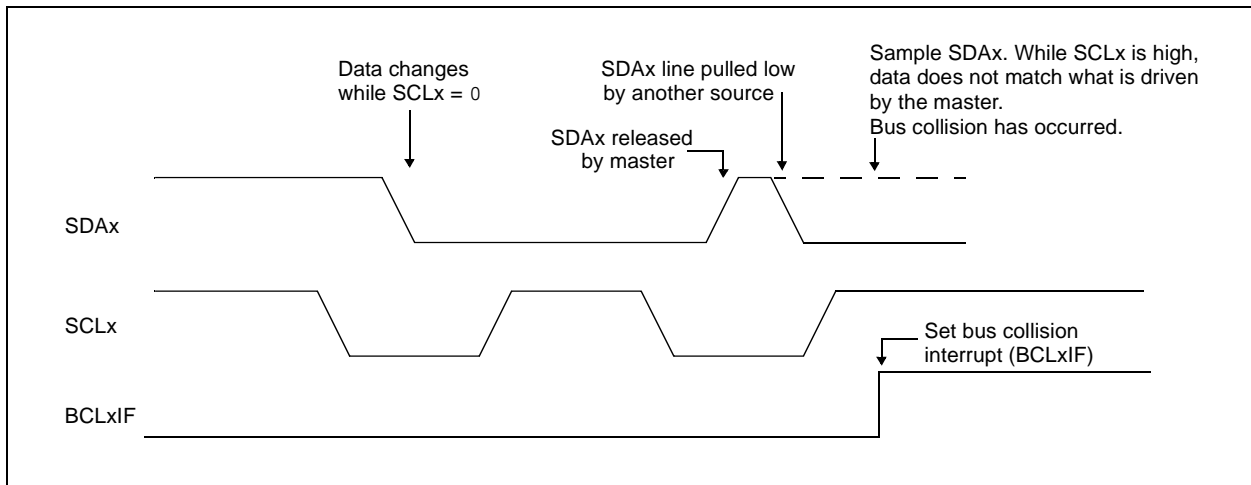 Data changes
while SCLx = 0
SDAx line pulled low
by another source
SDAx released
by master
Sample SDAx. While SCLx is high,
data does not match what is driven
by the master.
Bus collision has occurred.
SDAx
SCLx
Set bus collision
interrupt (BCLxIF)
BCLxIF